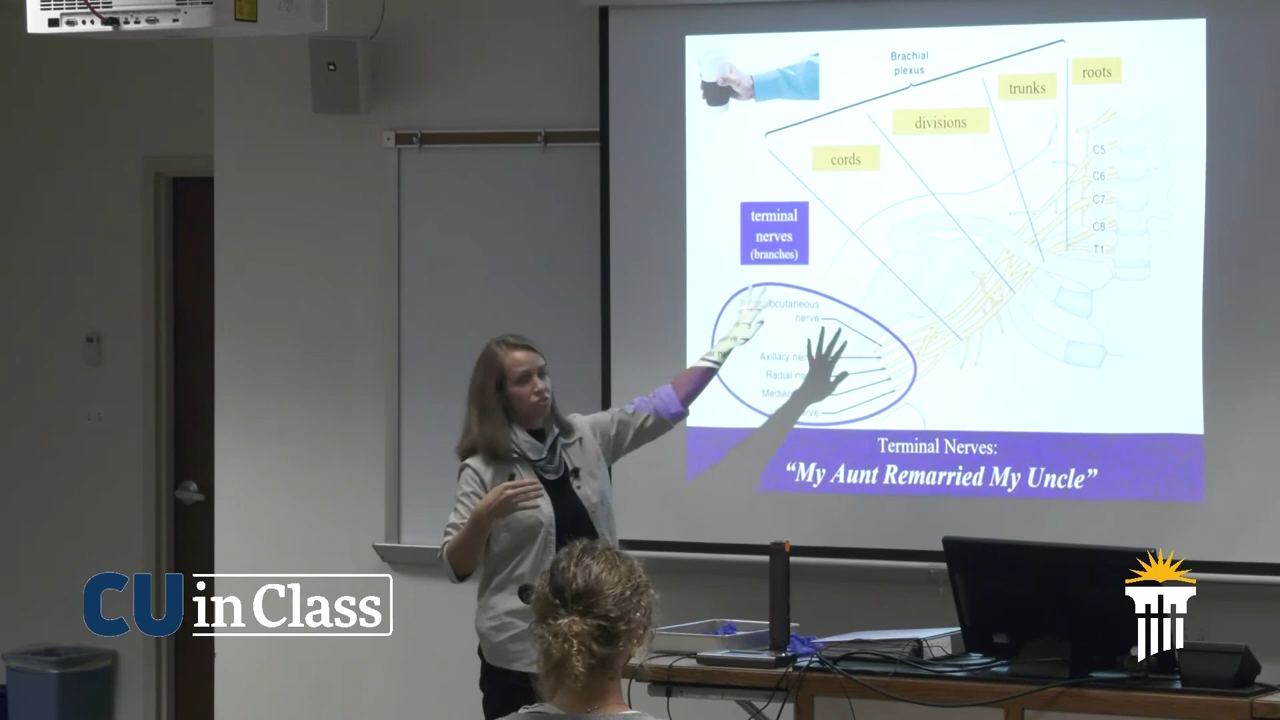 Brachial
plexus
roots
trunks
divisions
cords
C5
C6
C7
C8
T1
terminal
nerves
(branches)
nerve
Axillary
Terminal Nerves:
“My Aunt Remarried My Uncle”
CU in Class